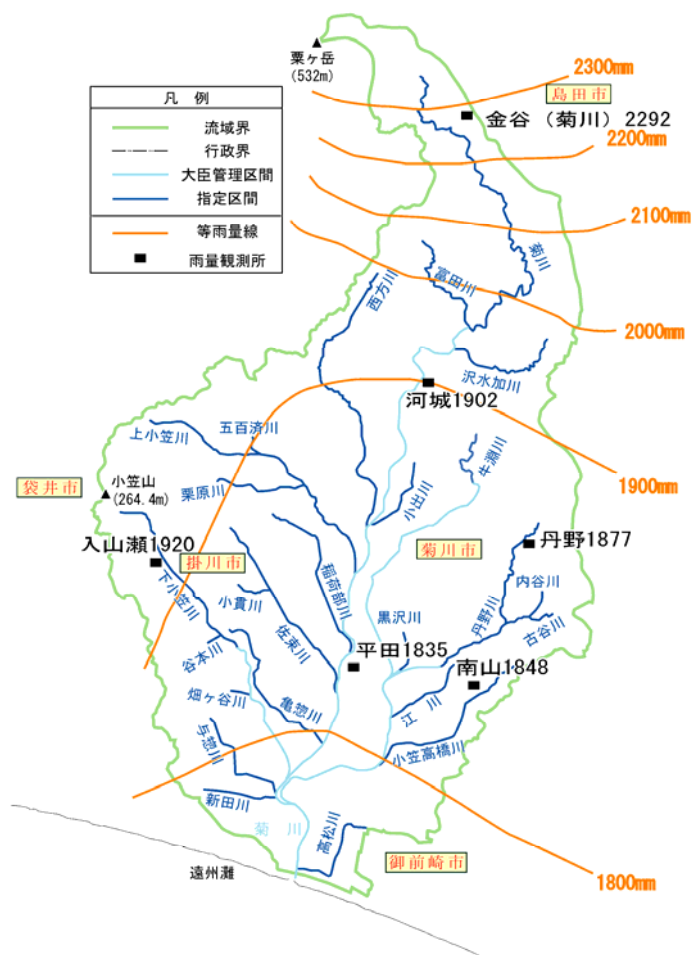 粟ヶ岳
(532m)
2300mm
島田市
金谷（菊川）2292
2200mm
凡 例
流域界
行政界
大臣管理区間
指定区間
等雨量線
雨量観測所
2100mm
菊川
富田川
西方川
2000mm
沢水加川
河城1902
五百済川
上小笠川
牛淵川
1900mm
袋井市
小笠山
(264.4m)
栗原川
小出川
入山瀬1920
掛川市
菊川市
丹野1877
下小笠川
稲荷部川
内谷川
小貫川
黒沢川
丹野川
古谷川
佐束川
谷本川
平田1835
南山1848
畑ヶ谷川
亀惣川
江川
与惣川
小笠高橋川
新田川
菊川
高松川
御前崎市
遠州灘
1800mm